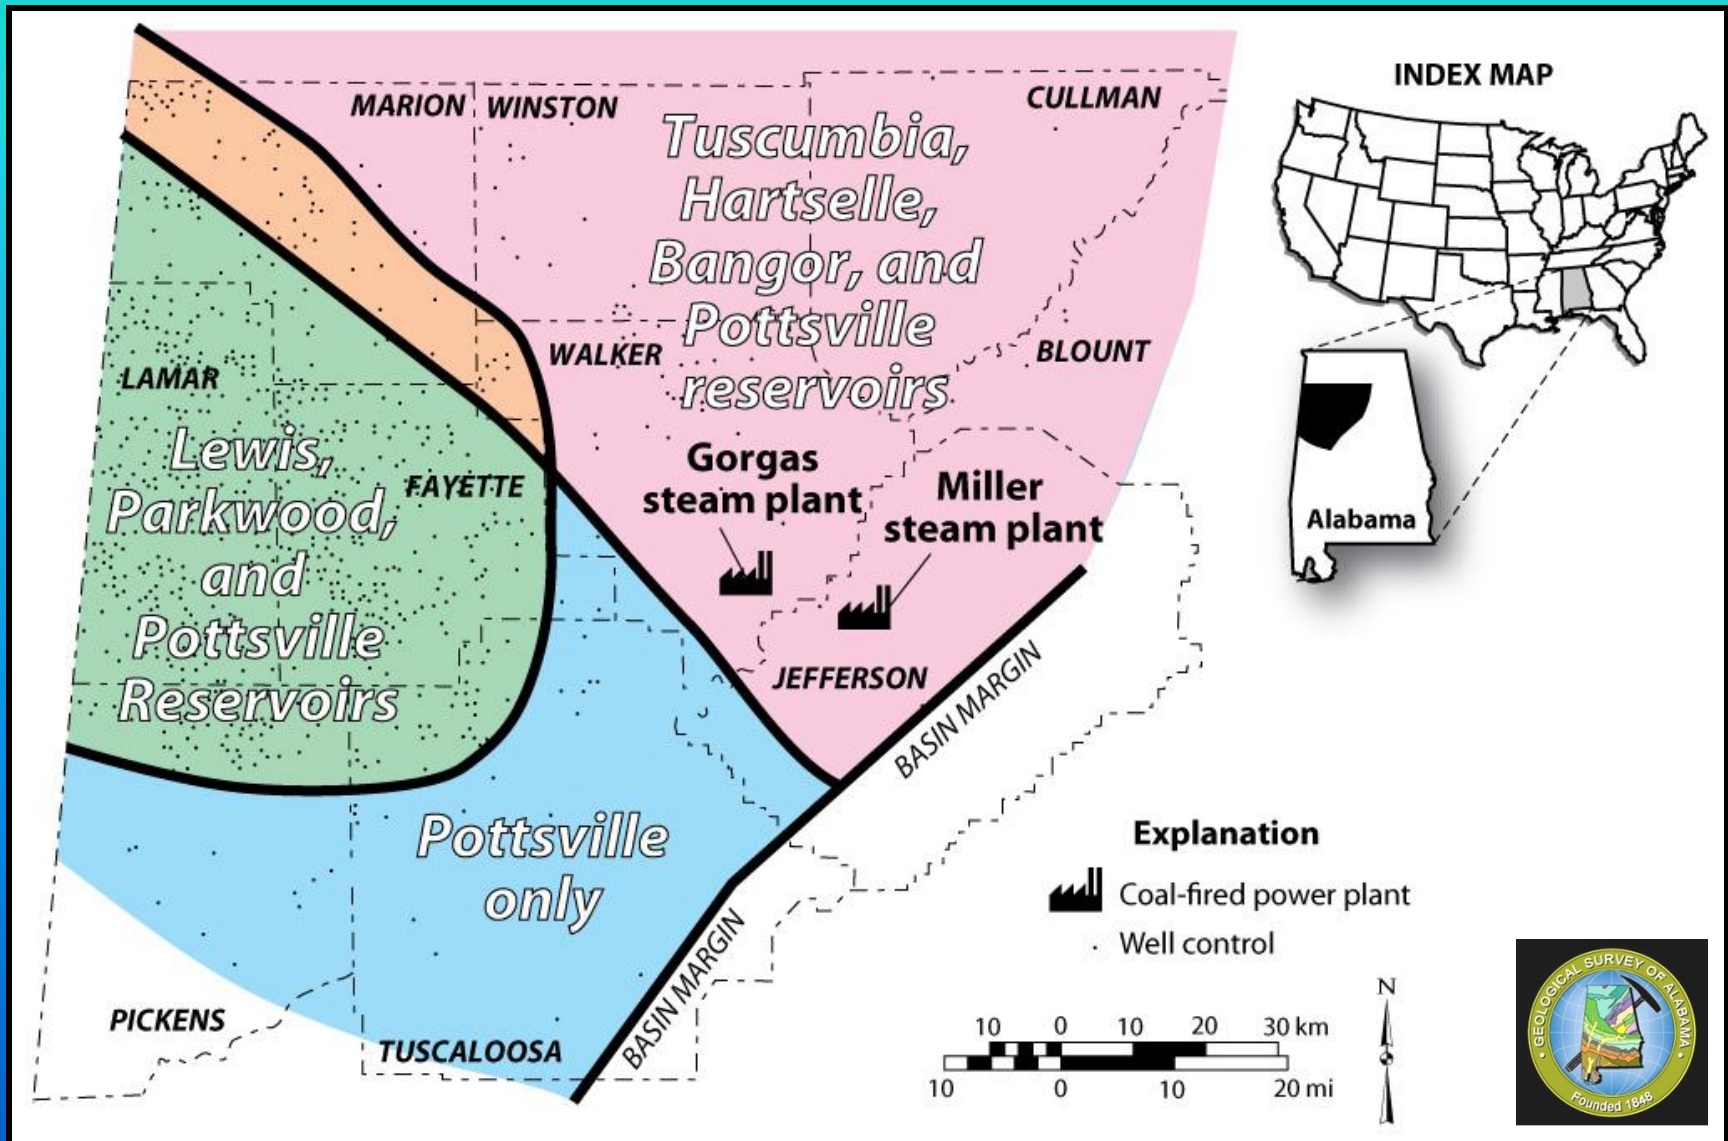 MARION
WINSTON
CULLMAN
Tuscumbia,
Hartselle,
Bangor, and
Pottsville
reservoirs
WALKER
BLOUNT
LAMAR
Lewis,
Parkwood,
and
Pottsville
Reservoirs
FAYETTE
Gorgas
steam plant
Miller
steam plant
JEFFERSON
BASIN MARGIN
Pottsville
only
BASIN MARGIN
PICKENS
TUSCALOOSA
INDEX MAP
Alabama
Explanation
Coal-fired power plant
Well control
10 0 10 20 30 km
10 0 10 20 mi
N
GEOLOGICAL SURVEY OF ALABAMA
Founded 1848